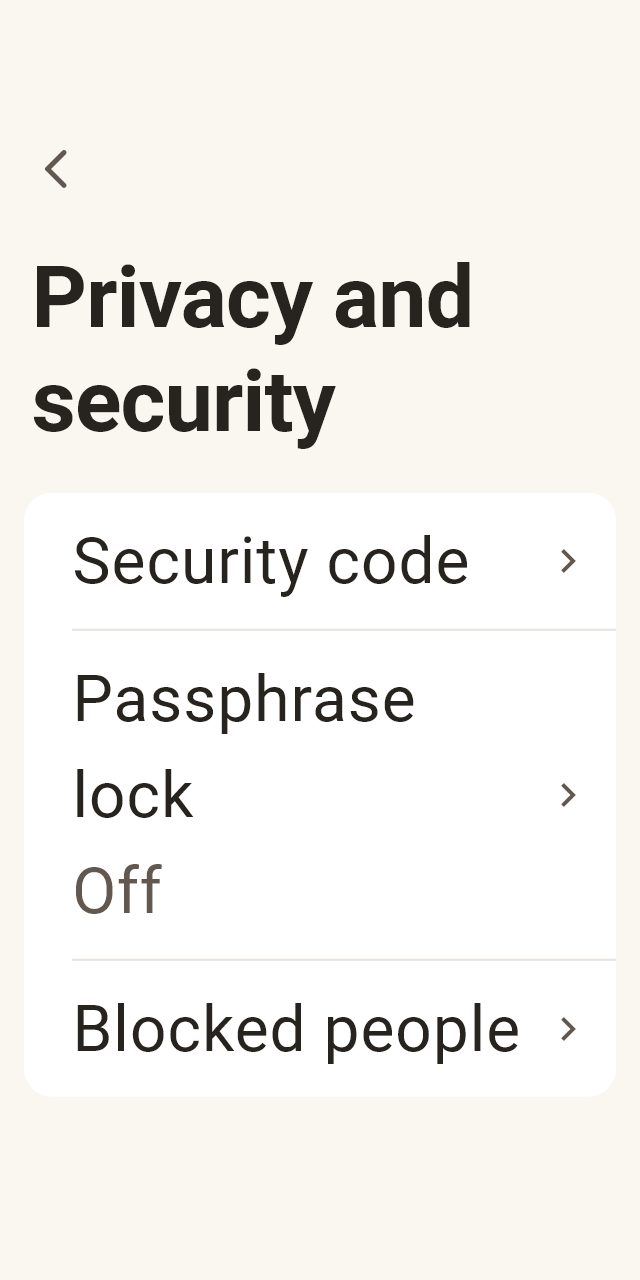 Privacy and
security
Security code
Passphrase
lock
Off
Blocked people